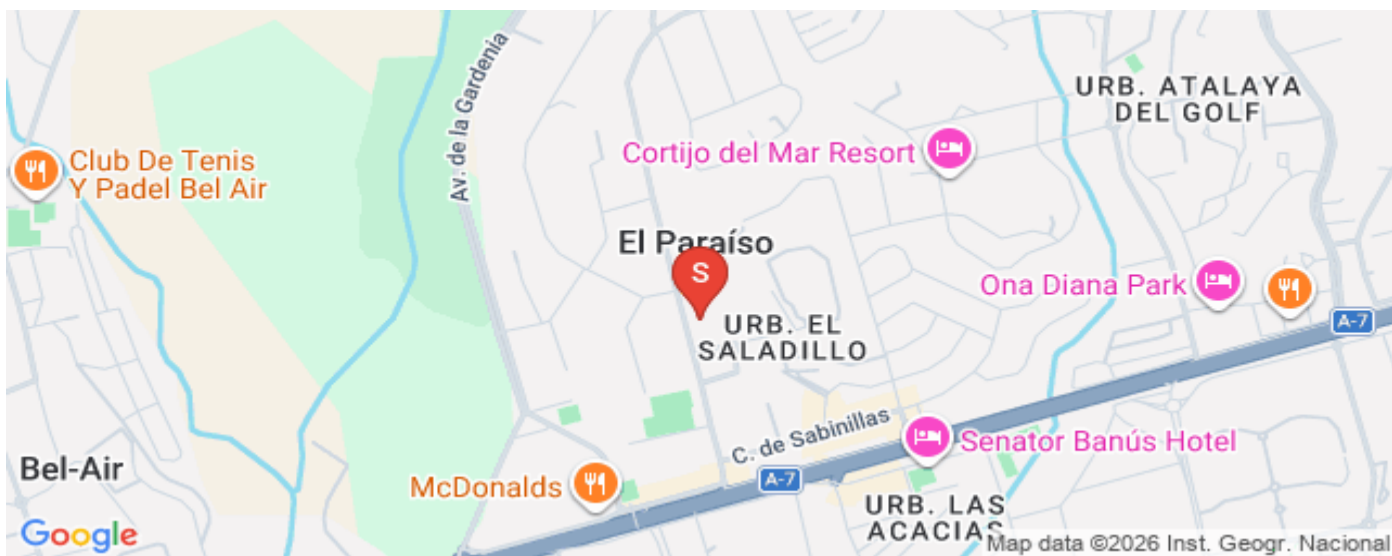 URB. ATALAYA
DEL GOLF
Av. de la Gardenia
Club De Tenis
Y Padel Bel Air
Cortijo del Mar Resort
El Paraíso
S
Ona Diana Park
URB. EL
SALADILLO
A-7
C. de Sabinillas
Senator Banús Hotel
Bel-Air
McDonalds
A-7
URB. LAS
ACACIAS
Google
Map data ©2026 Inst. Geogr. Nacional